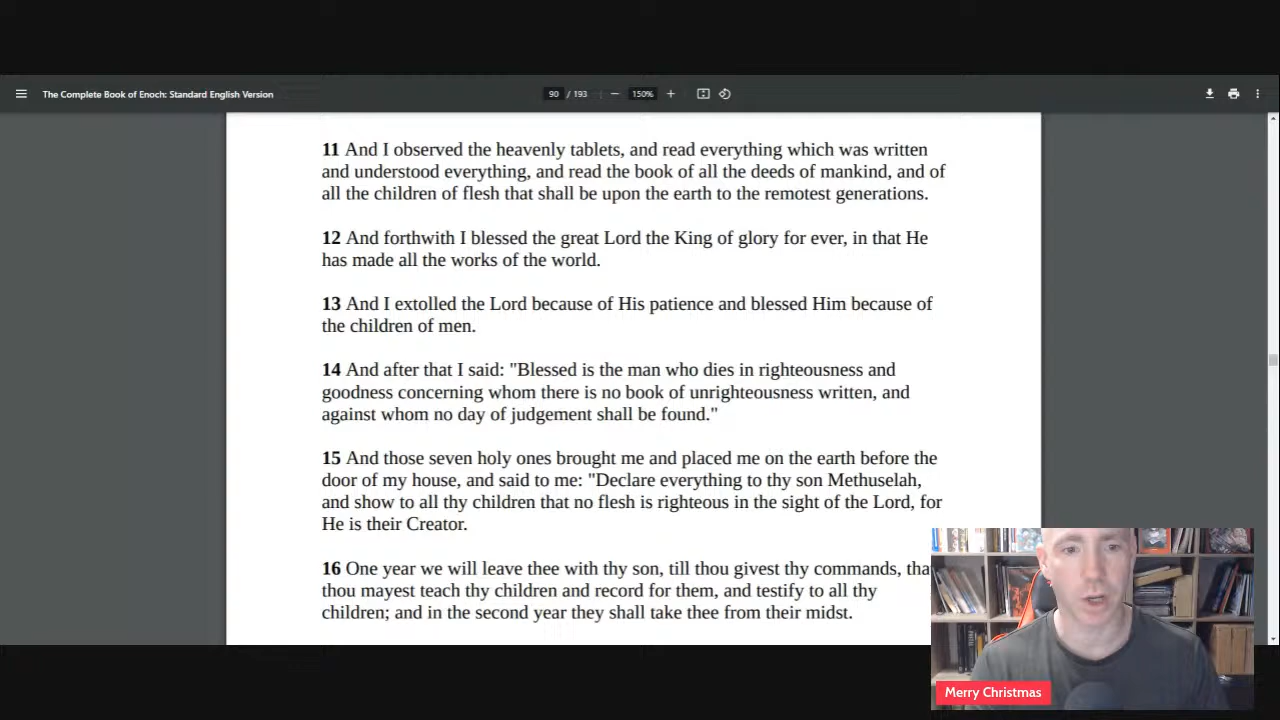 The Complete Book of Enoch: Standard English Version
90 / 193
150%
11 And I observed the heavenly tablets, and read everything which was written
and understood everything, and read the book of all the deeds of mankind, and of
all the children of flesh that shall be upon the earth to the remotest generations.
12 And forthwith I blessed the great Lord the King of glory for ever, in that He
has made all the works of the world.
13 And I extolled the Lord because of His patience and blessed Him because of
the children of men.
14 And after that I said: "Blessed is the man who dies in righteousness and
goodness concerning whom there is no book of unrighteousness written, and
against whom no day of judgement shall be found."
15 And those seven holy ones brought me and placed me on the earth before the
door of my house, and said to me: "Declare everything to thy son Methuselah,
and show to all thy children that no flesh is righteous in the sight of the Lord, for
He is their Creator.
16 One year we will leave thee with thy son, till thou givest thy commands, tha
thou mayest teach thy children and record for them, and testify to all thy
children; and in the second year they shall take thee from their midst.
Merry Christmas